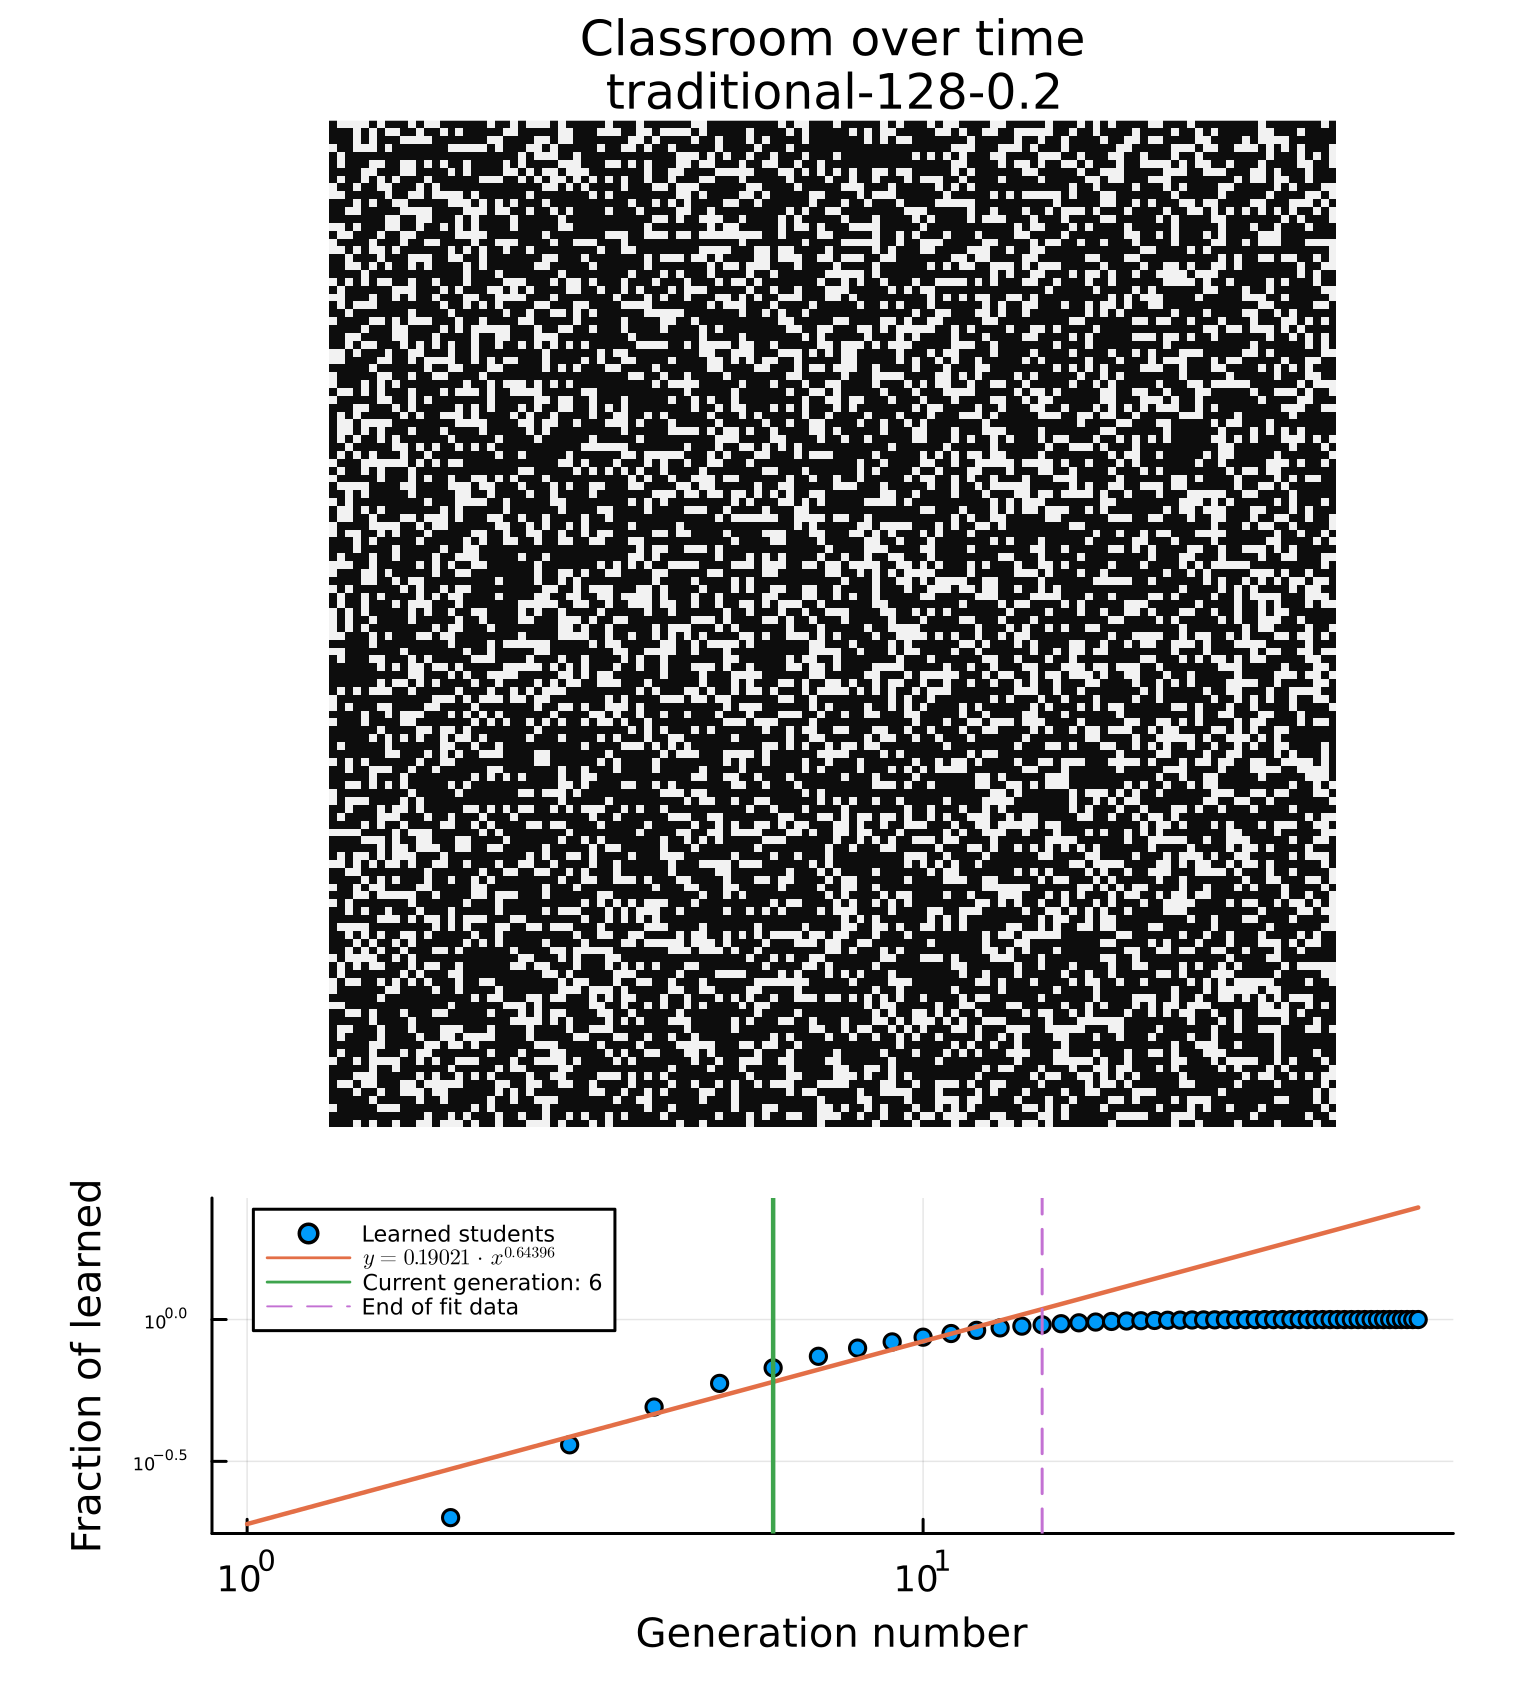 Classroom over time
traditional-128-0.2
Fraction of learned
Learned students
y = 0.19021 · x^0.64396
Current generation: 6
End of fit data
10^0.0
10^−0.5
10^0
10^1
Generation number